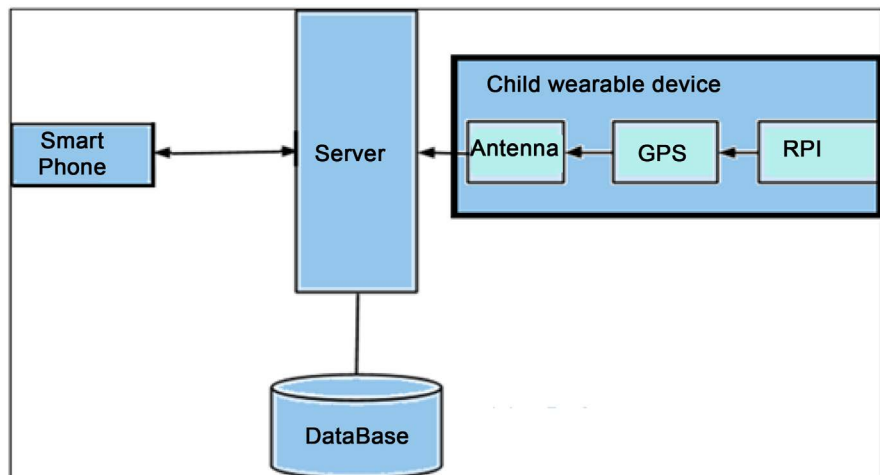 Smart
Phone
Server
Child wearable device
Antenna
GPS
RPI
DataBase